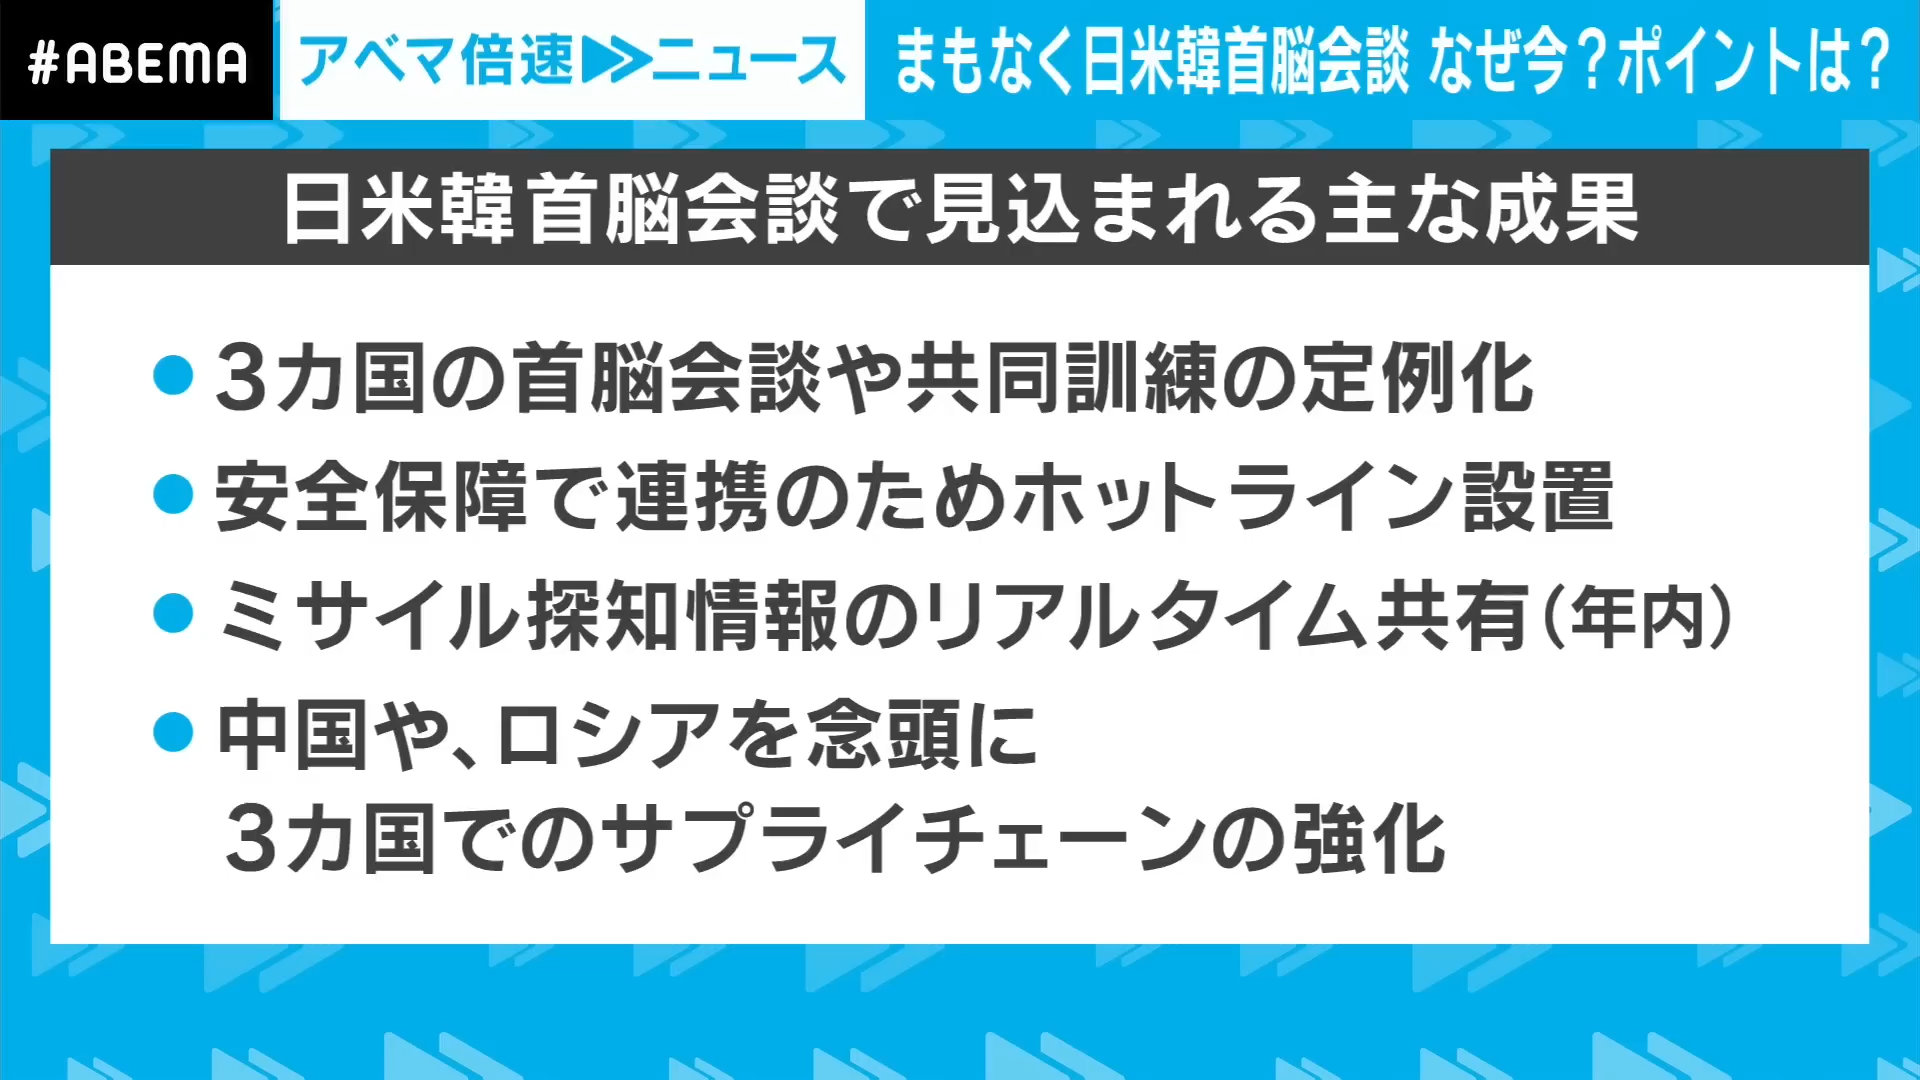 #ABEMA
アベマ倍速ニュース
まもなく日米韓首脳会談 なぜ今？ポイントは？
日米韓首脳会談で見込まれる主な成果
●3カ国の首脳会談や共同訓練の定例化
●安全保障で連携のためホットライン設置
●ミサイル探知情報のリアルタイム共有（年内）
●中国や、ロシアを念頭に
3カ国でのサプライチェーンの強化